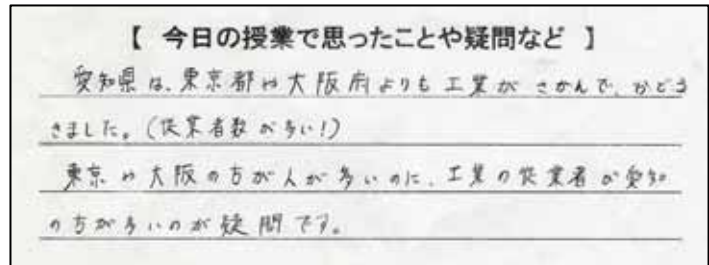 【 今日の授業で思ったことや疑問など 】
愛知県は、東京都や大阪府よりも工業がさかんで、おどろ
きました。(従業者数が多い!)
東京や大阪の方が人が多いのに、工業の従業者が愛知
の方が多いのが疑問です。